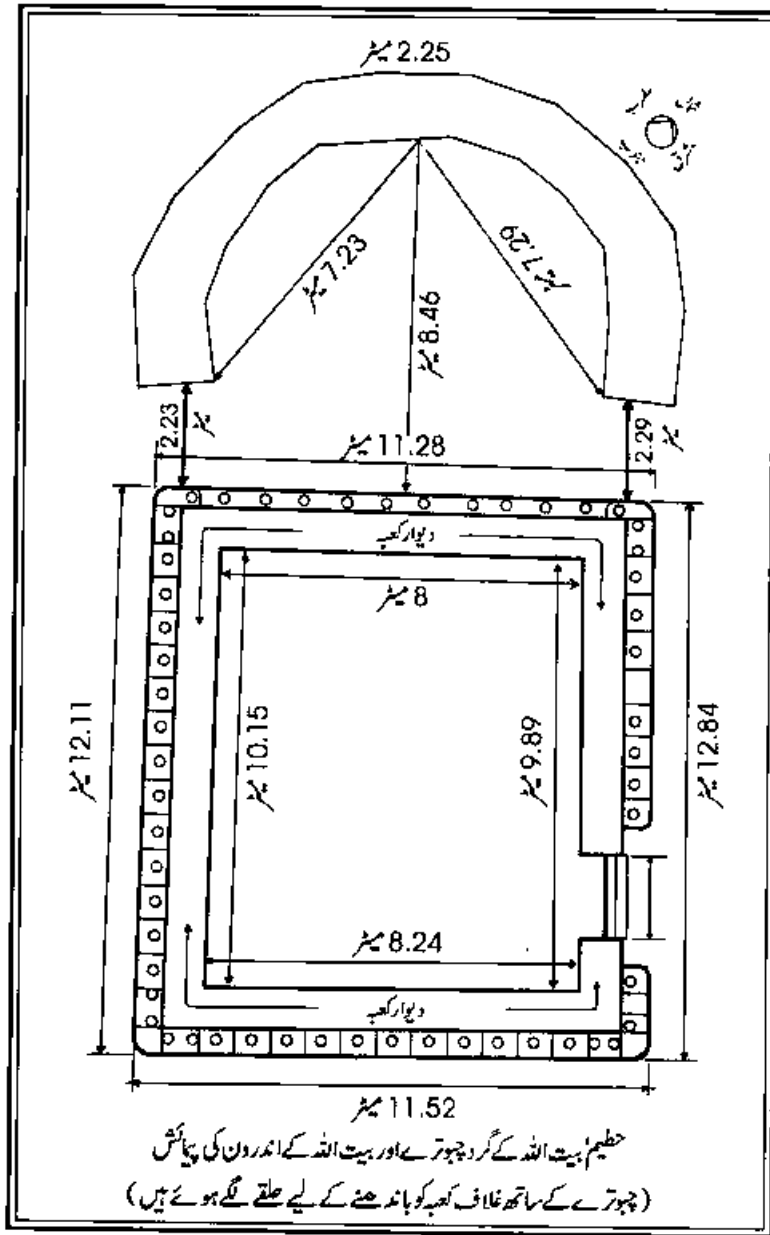 2.25 میٹر
7.23 میٹر
8.46 میٹر
7.29 میٹر
2.23 میٹر
2.29 میٹر
11.28 میٹر
دیوار کعبہ
8 میٹر
12.11 میٹر
10.15 میٹر
9.89 میٹر
12.84 میٹر
8.24 میٹر
دیوار کعبہ
11.52 میٹر
حطیم بیت اللہ کے گرد چبوترے اور بیت اللہ کے اندرون کی پیمائش
(چبوترے کے ساتھ غلاف کعبہ کو باندھنے کے لیے حلقے لگے ہوئے ہیں)